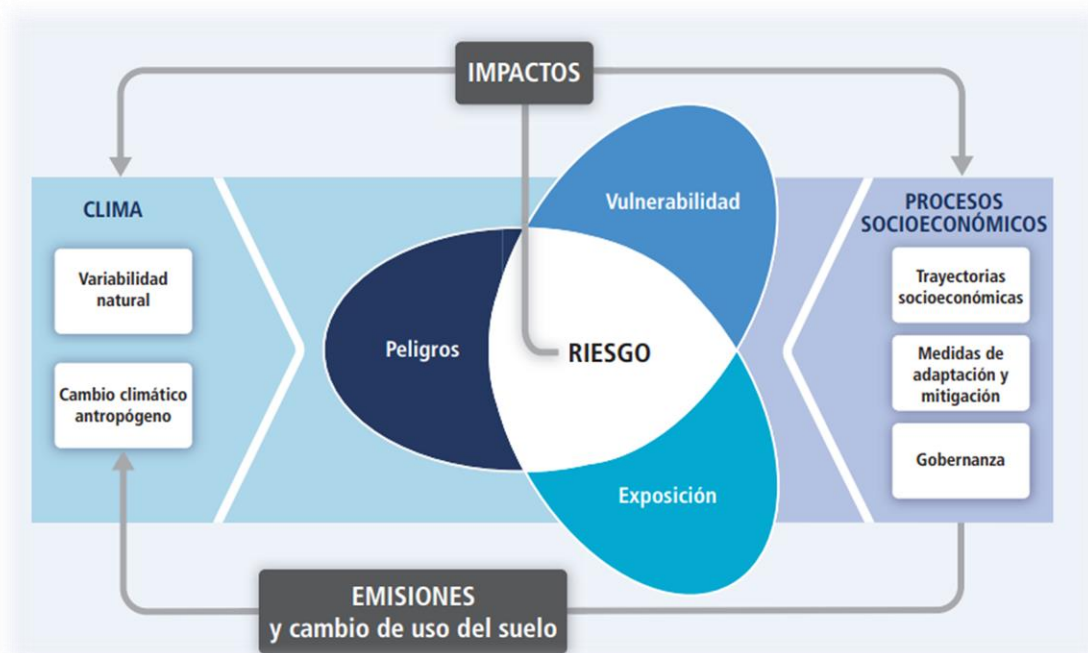 IMPACTOS
CLIMA
Variabilidad
natural
Cambio climático
antropógeno
Peligros
Vulnerabilidad
RIESGO
Exposición
PROCESOS
SOCIOECONÓMICOS
Trayectorias
socioeconómicas
Medidas de
adaptación y
mitigación
Gobernanza
EMISIONES
y cambio de uso del suelo